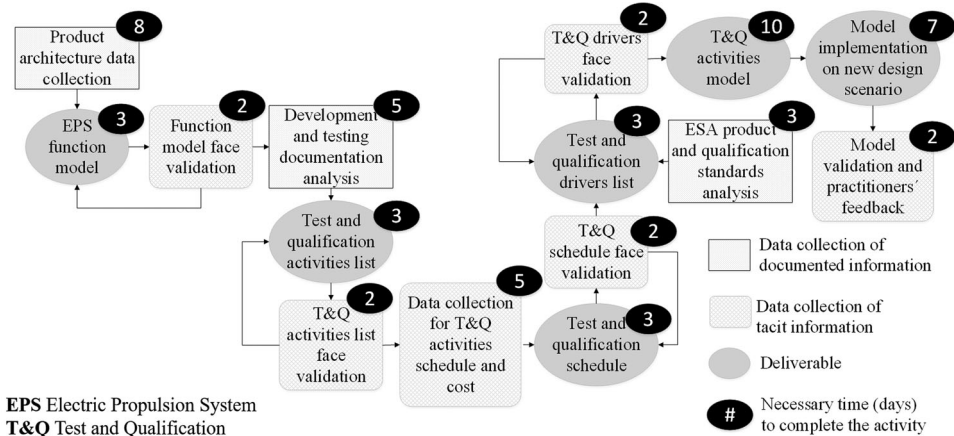 8
Product
architecture data
collection
3
EPS
function
model
2
Function
model face
validation
5
Development
and testing
documentation
analysis
3
Test and
qualification
activities list
2
T&Q
activities list
face
validation
5
Data collection
for T&Q
activities
schedule and
cost
3
Test and
qualification
schedule
2
T&Q
schedule face
validation
3
Test and
qualification
drivers list
3
ESA product
and qualification
standards
analysis
2
T&Q drivers
face
validation
10
T&Q
activities
model
7
Model
implementation
on new design
scenario
2
Model
validation and
practitioners´
feedback
Data collection of
documented information
Data collection of
tacit information
Deliverable
#
Necessary time (days)
to complete the activity
EPS Electric Propulsion System
T&Q Test and Qualification